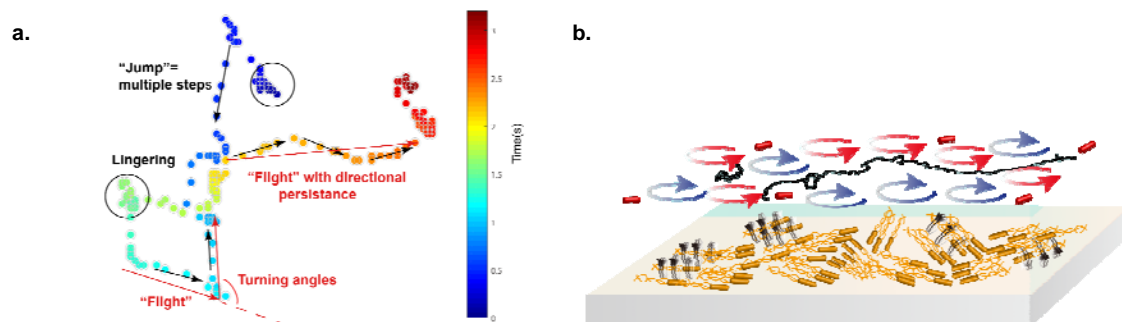 a.
b.
"Jump"=
multiple steps
Lingering
"Flight" with directional
persistance
Turning angles
"Flight"
3
2.5
2
1.5
1
0.5
0
Time(s)